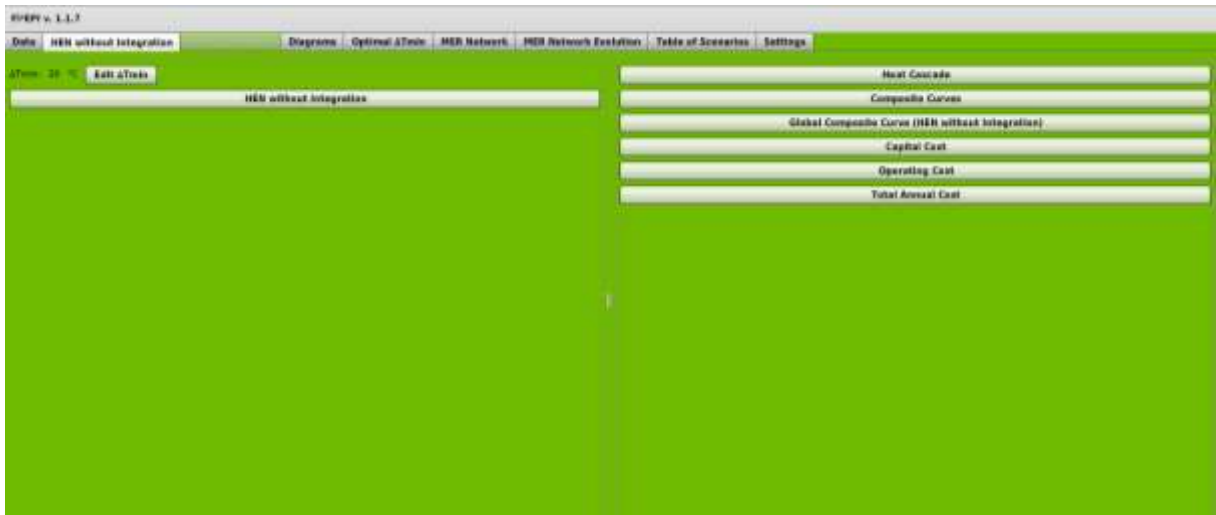 FI²EPI v. 1.1.7
Data HEN without Integration Diagrams Optimal ΔTmin MER Network MER Network Evolution Table of Scenarios Settings
ΔTmin: 20 °C Edit ΔTmin
HEN without Integration
Heat Cascade
Composite Curves
Global Composite Curve (HEN without Integration)
Capital Cost
Operating Cost
Total Annual Cost